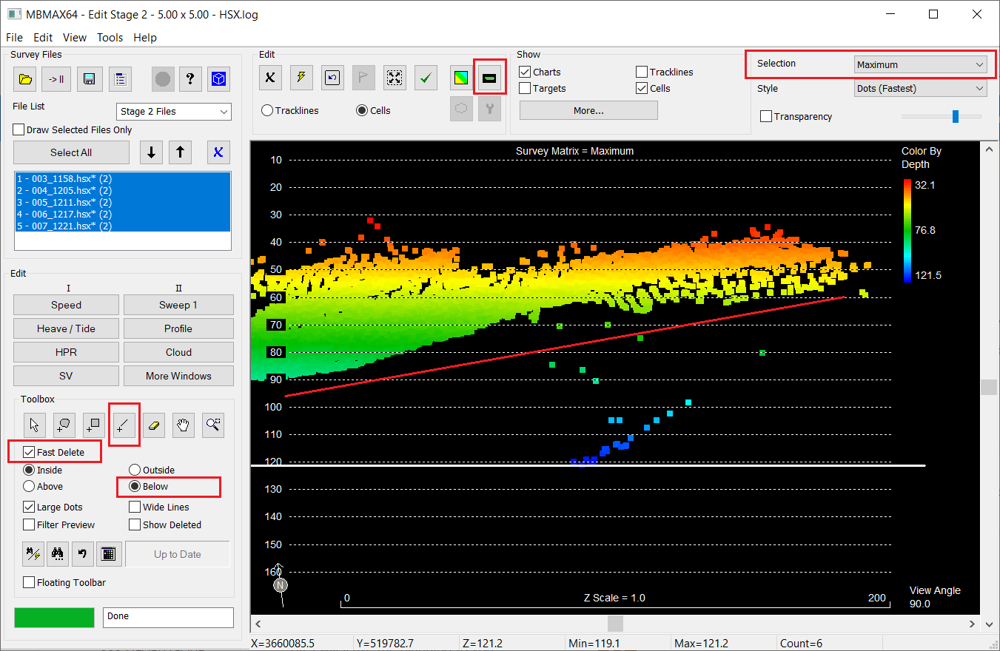 MBMAX64 - Edit Stage 2 - 5.00 x 5.00 - HSX.log
File Edit View Tools Help
Survey Files
-> II
?
File List
Stage 2 Files
Draw Selected Files Only
Select All
1 - 003_1158.hsx* (2)
2 - 004_1205.hsx* (2)
3 - 005_1211.hsx* (2)
4 - 006_1217.hsx* (2)
5 - 007_1221.hsx* (2)
Edit
I II
Speed Sweep 1
Heave / Tide Profile
HPR Cloud
SV More Windows
Toolbox
Fast Delete
Inside Outside
Above Below
Large Dots Wide Lines
Filter Preview Show Deleted
Up to Date
Floating Toolbar
Done
Edit
Tracklines Cells
Show
Charts Tracklines
Targets Cells
More...
Selection Maximum
Style Dots (Fastest)
Transparency
Survey Matrix = Maximum
10
20
30
40
50
60
70
80
90
100
110
120
130
140
150
160
N
0 Z Scale = 1.0 200
Color By
Depth
32.1
76.8
121.5
View Angle
90.0
X=3660085.5 Y=519782.7 Z=121.2 Min=119.1 Max=121.2 Count=6